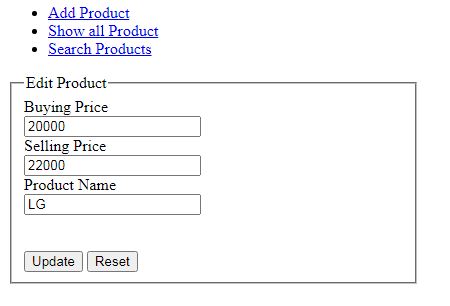 Add Product
Show all Product
Search Products
Edit Product
Buying Price
20000
Selling Price
22000
Product Name
LG
Update Reset